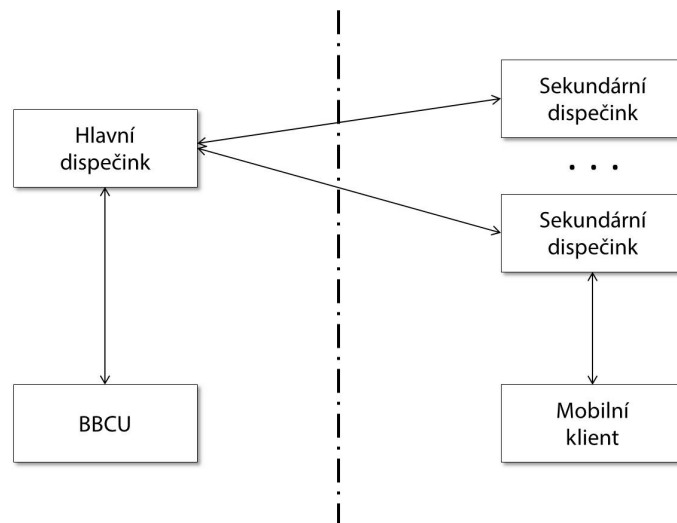 Hlavní
dispečink
Sekundární
dispečink
. . .
Sekundární
dispečink
BBCU
Mobilní
klient